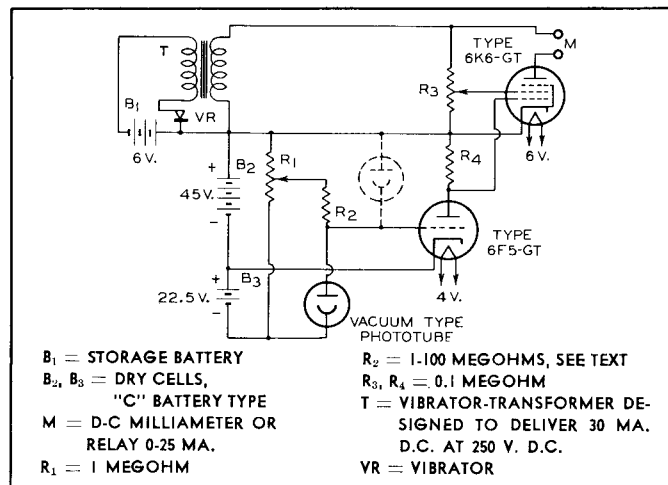 T
TYPE
6K6-GT
M
R3
B1
VR
6V.
+
B2
45V.
−
R1
R2
R4
6V.
TYPE
6F5-GT
4V.
+
B3
22.5V.
−
VACUUM TYPE
PHOTOTUBE
B₁ = STORAGE BATTERY
B₂, B₃ = DRY CELLS,
"C" BATTERY TYPE
M = D-C MILLIAMETER OR
RELAY 0-25 MA.
R₁ = 1 MEGOHM
R₂ = 1-100 MEGOHMS, SEE TEXT
R₃, R₄ = 0.1 MEGOHM
T = VIBRATOR-TRANSFORMER DE-
SIGNED TO DELIVER 30 MA.
D.C. AT 250 V. D.C.
VR = VIBRATOR